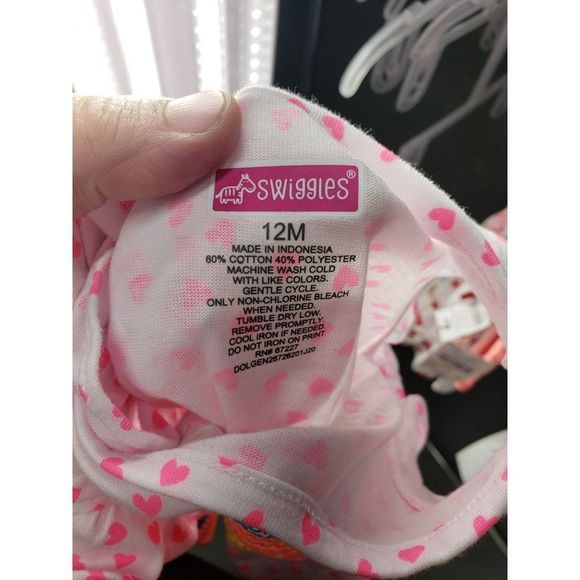 SWIGGLES®
12M
MADE IN INDONESIA
60% COTTON 40% POLYESTER
MACHINE WASH COLD
WITH LIKE COLORS.
GENTLE CYCLE.
ONLY NON-CHLORINE BLEACH
WHEN NEEDED.
TUMBLE DRY LOW.
REMOVE PROMPTLY.
COOL IRON IF NEEDED.
DO NOT IRON ON PRINT
RN# 67227
DOLGEN26726201J20